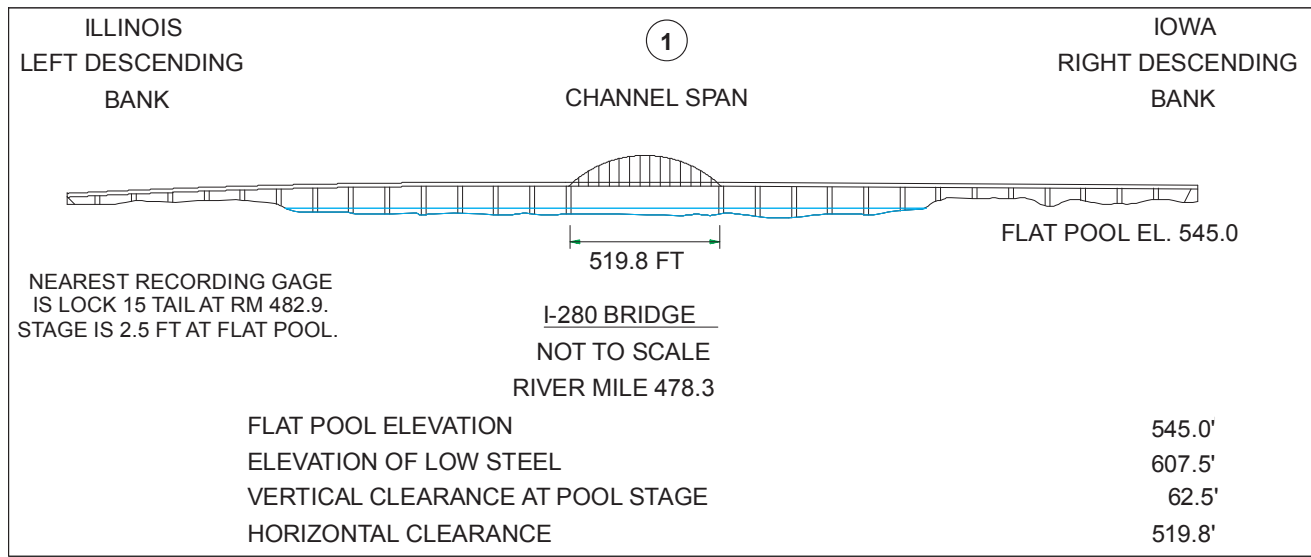 ILLINOIS
LEFT DESCENDING
BANK
1
CHANNEL SPAN
IOWA
RIGHT DESCENDING
BANK
FLAT POOL EL. 545.0
519.8 FT
NEAREST RECORDING GAGE
IS LOCK 15 TAIL AT RM 482.9.
STAGE IS 2.5 FT AT FLAT POOL.
I-280 BRIDGE
NOT TO SCALE
RIVER MILE 478.3
FLAT POOL ELEVATION 545.0'
ELEVATION OF LOW STEEL 607.5'
VERTICAL CLEARANCE AT POOL STAGE 62.5'
HORIZONTAL CLEARANCE 519.8'